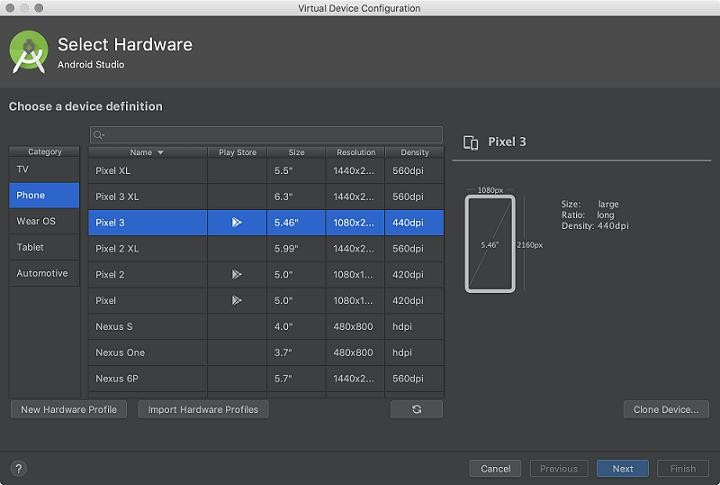 Virtual Device Configuration
Select Hardware
Android Studio
Choose a device definition
Category
TV
Phone
Wear OS
Tablet
Automotive
Name Play Store Size Resolution Density
Pixel XL 5.5" 1440x2... 560dpi
Pixel 3 XL 6.3" 1440x2... 560dpi
Pixel 3 5.46" 1080x2... 440dpi
Pixel 2 XL 5.99" 1440x2... 560dpi
Pixel 2 5.0" 1080x1... 420dpi
Pixel 5.0" 1080x1... 420dpi
Nexus S 4.0" 480x800 hdpi
Nexus One 3.7" 480x800 hdpi
Nexus 6P 5.7" 1440x2... 560dpi
Pixel 3
1080px
5.46"
2160px
Size: large
Ratio: long
Density: 440dpi
New Hardware Profile Import Hardware Profiles Clone Device...
? Cancel Previous Next Finish